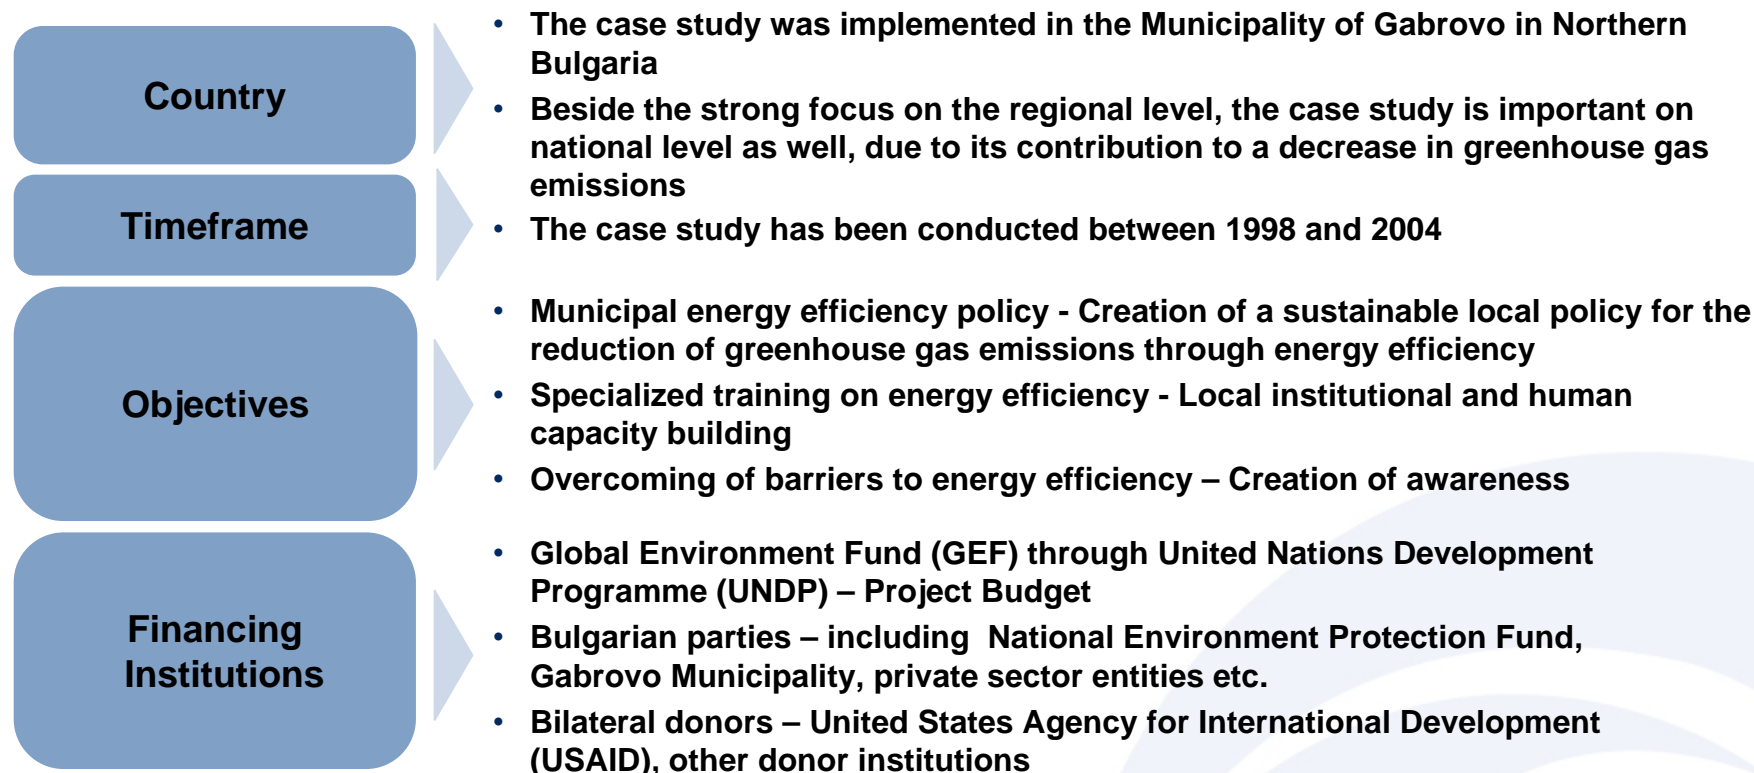 Country
• The case study was implemented in the Municipality of Gabrovo in Northern
Bulgaria
• Beside the strong focus on the regional level, the case study is important on
national level as well, due to its contribution to a decrease in greenhouse gas
emissions
Timeframe
• The case study has been conducted between 1998 and 2004
Objectives
• Municipal energy efficiency policy - Creation of a sustainable local policy for the
reduction of greenhouse gas emissions through energy efficiency
• Specialized training on energy efficiency - Local institutional and human
capacity building
• Overcoming of barriers to energy efficiency – Creation of awareness
Financing
Institutions
• Global Environment Fund (GEF) through United Nations Development
Programme (UNDP) – Project Budget
• Bulgarian parties – including  National Environment Protection Fund,
Gabrovo Municipality, private sector entities etc.
• Bilateral donors – United States Agency for International Development
(USAID), other donor institutions